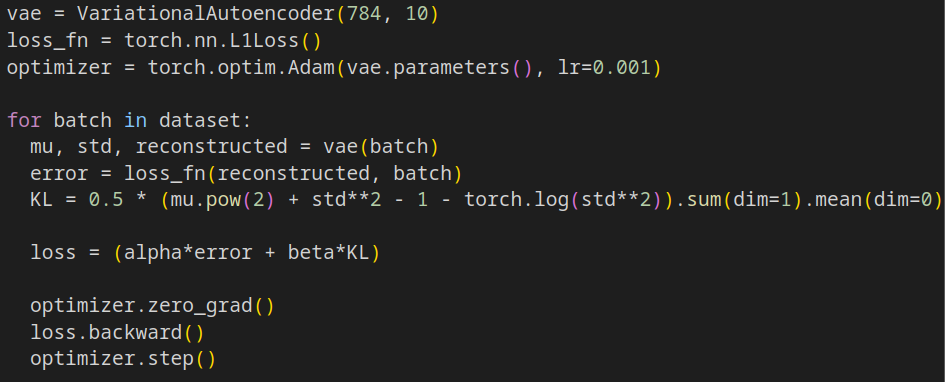 vae = VariationalAutoencoder(784, 10)
loss_fn = torch.nn.L1Loss()
optimizer = torch.optim.Adam(vae.parameters(), lr=0.001)

for batch in dataset:
  mu, std, reconstructed = vae(batch)
  error = loss_fn(reconstructed, batch)
  KL = 0.5 * (mu.pow(2) + std**2 - 1 - torch.log(std**2)).sum(dim=1).mean(dim=0)

  loss = (alpha*error + beta*KL)

  optimizer.zero_grad()
  loss.backward()
  optimizer.step()